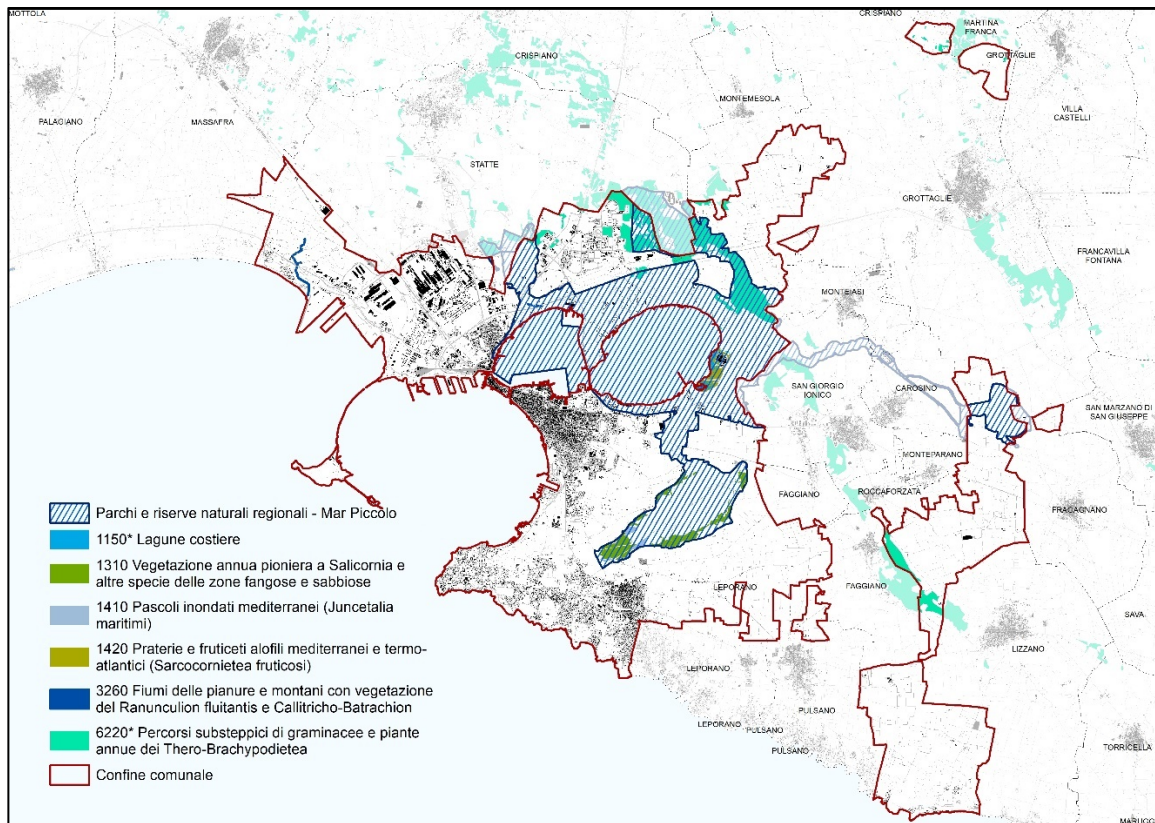 MOTTOLA
CRISPIANO
MARTINA
FRANCA
GROTTAGLIE
CRISPIANO
MONTEMESOLA
VILLA
CASTELLI
PALAGIANO
MASSAFRA
STATTE
GROTTAGLIE
FRANCAVILLA
FONTANA
MONTEIASI
SAN GIORGIO
IONICO
CAROSINO
SAN MARZANO DI
SAN GIUSEPPE
MONTEPARANO
FAGGIANO
ROCCAFORZATA
FRAGAGNANO
LEPORANO
FAGGIANO
SAVA
LIZZANO
LEPORANO
PULSANO
LEPORANO
PULSANO
PULSANO
TORRICELLA
MARUGG
Parchi e riserve naturali regionali - Mar Piccolo
1150* Lagune costiere
1310 Vegetazione annua pioniera a Salicornia e
altre specie delle zone fangose e sabbiose
1410 Pascoli inondati mediterranei (Juncetalia
maritimi)
1420 Praterie e fruticeti alofili mediterranei e termo-
atlantici (Sarcocornietea fruticosi)
3260 Fiumi delle pianure e montani con vegetazione
del Ranunculion fluitantis e Callitricho-Batrachion
6220* Percorsi substeppici di graminacee e piante
annue dei Thero-Brachypodietea
Confine comunale